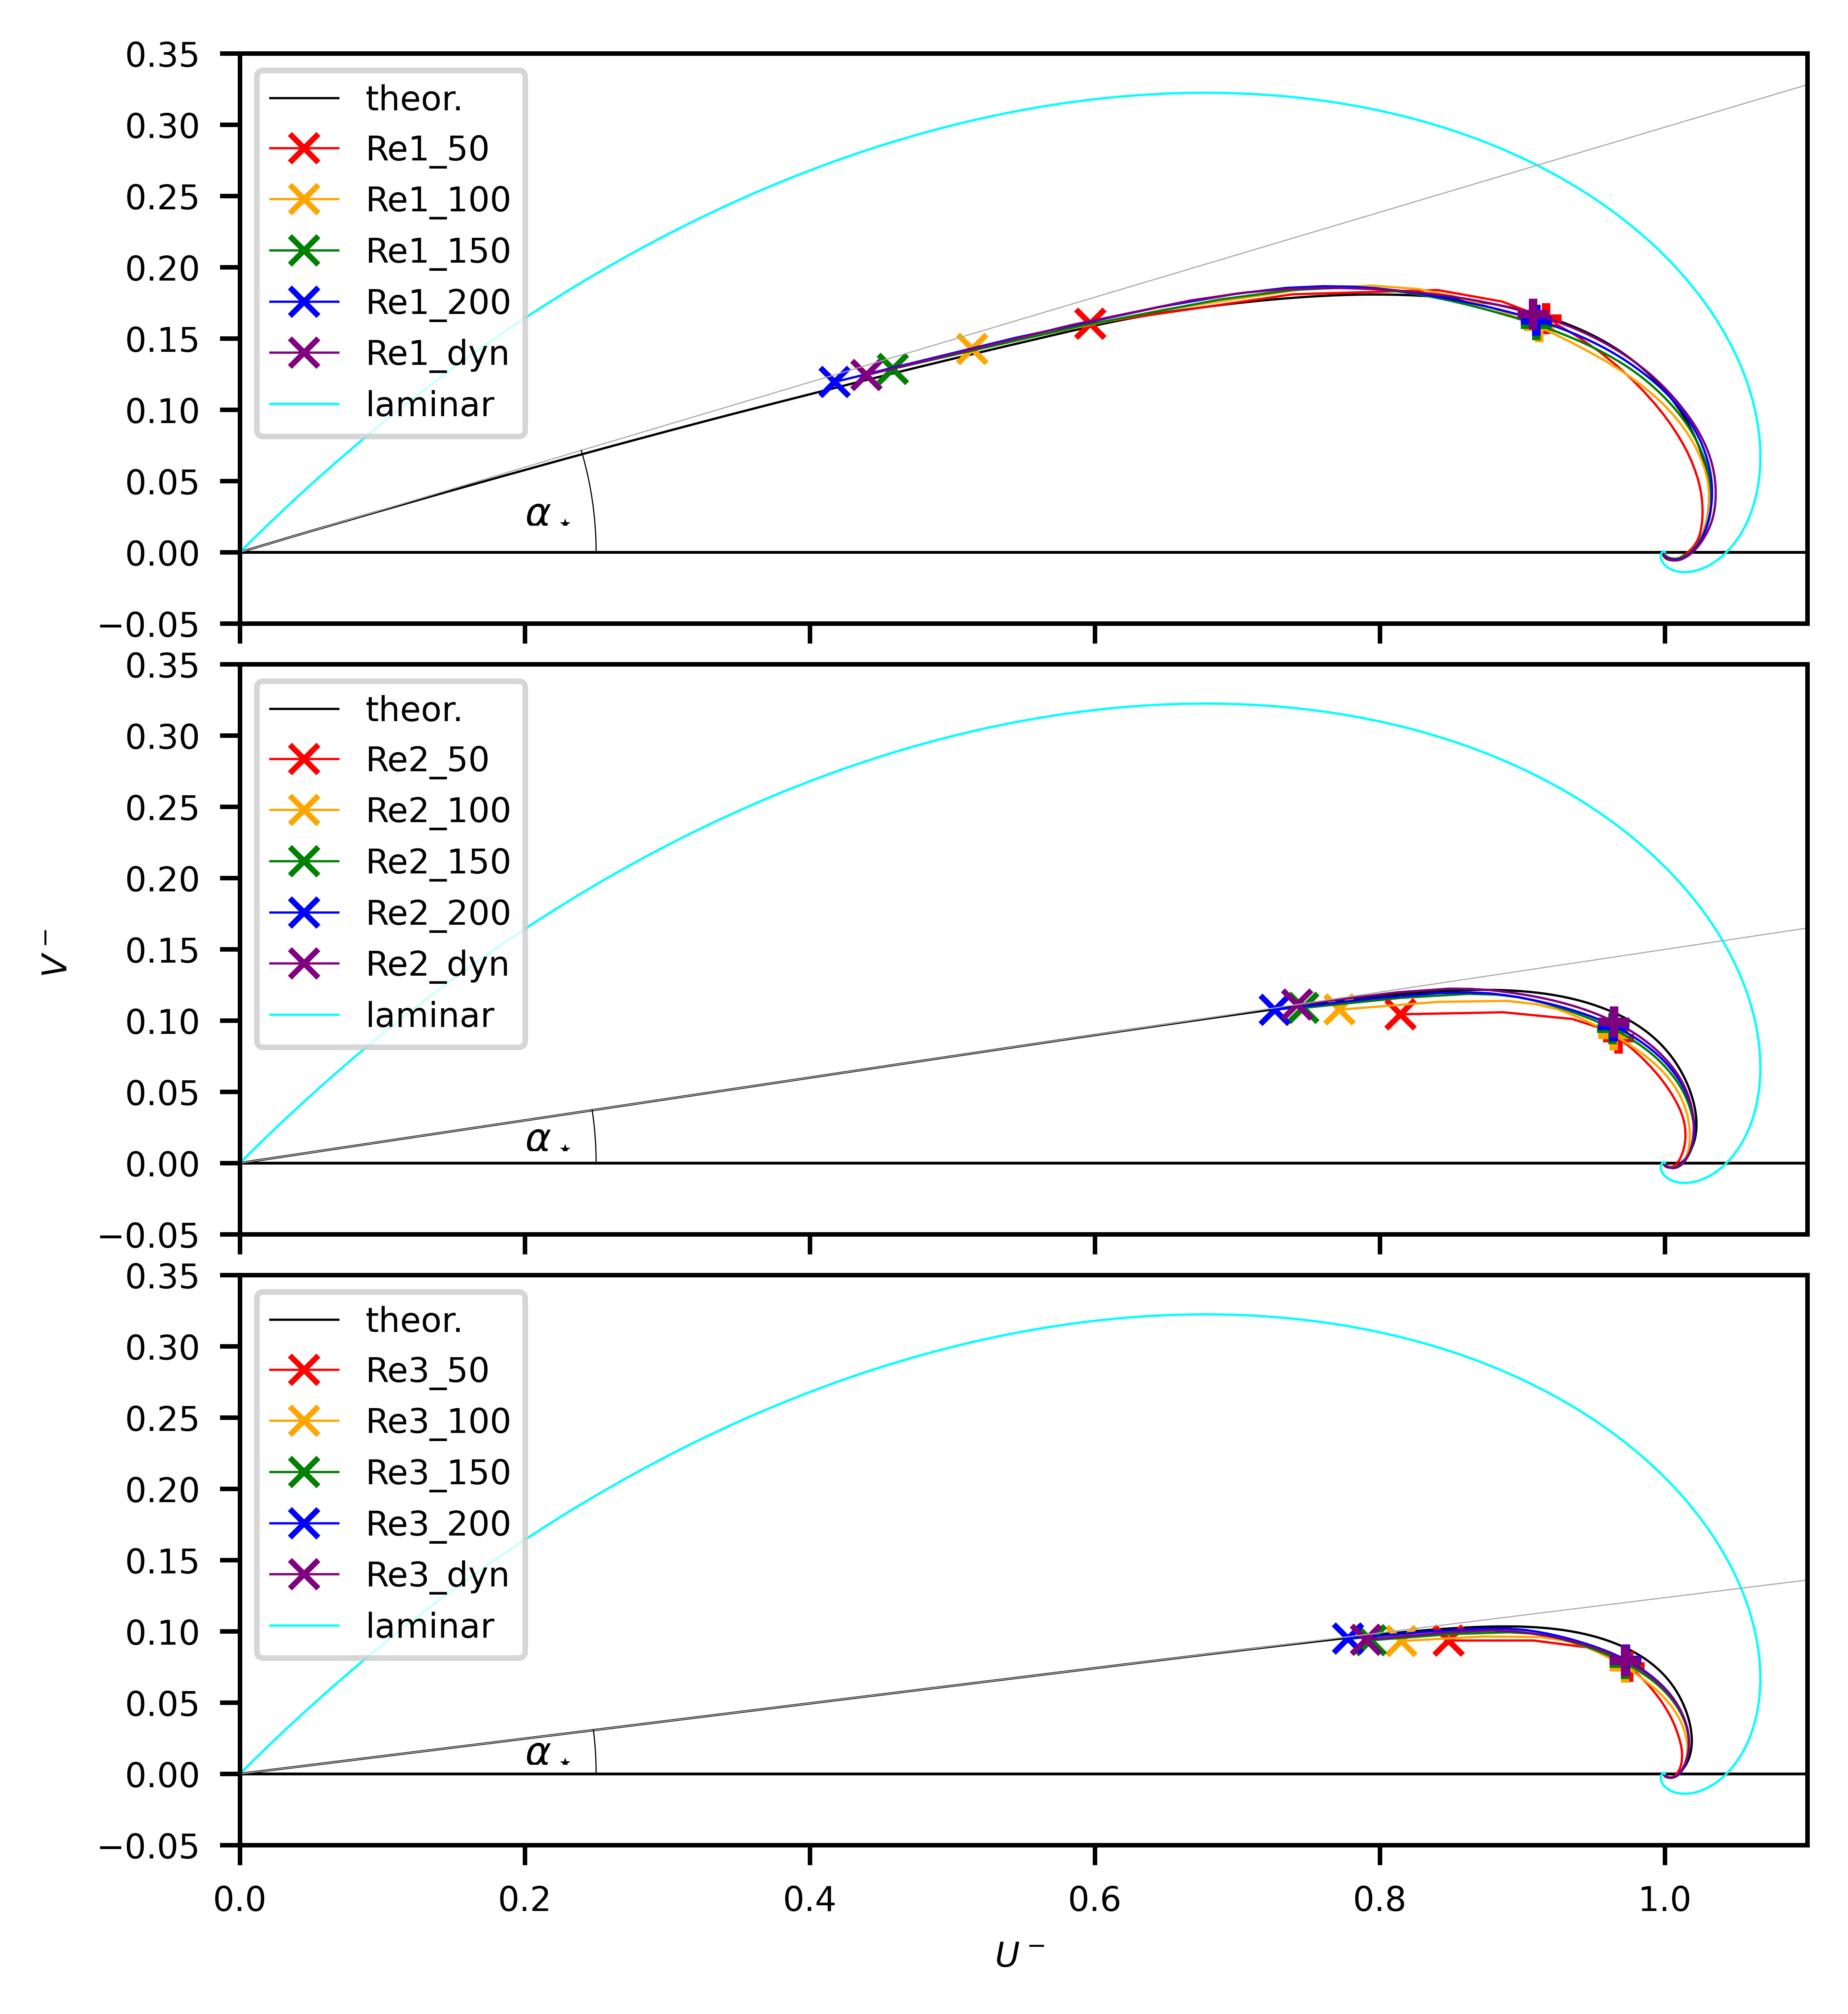 0.35
0.30
0.25
0.20
0.15
0.10
0.05
0.00
−0.05
theor.
Re1_50
Re1_100
Re1_150
Re1_200
Re1_dyn
laminar
α⋆
0.35
0.30
0.25
0.20
0.15
0.10
0.05
0.00
−0.05
theor.
Re2_50
Re2_100
Re2_150
Re2_200
Re2_dyn
laminar
α⋆
V⁻
0.35
0.30
0.25
0.20
0.15
0.10
0.05
0.00
−0.05
theor.
Re3_50
Re3_100
Re3_150
Re3_200
Re3_dyn
laminar
α⋆
0.0 0.2 0.4 0.6 0.8 1.0
U⁻